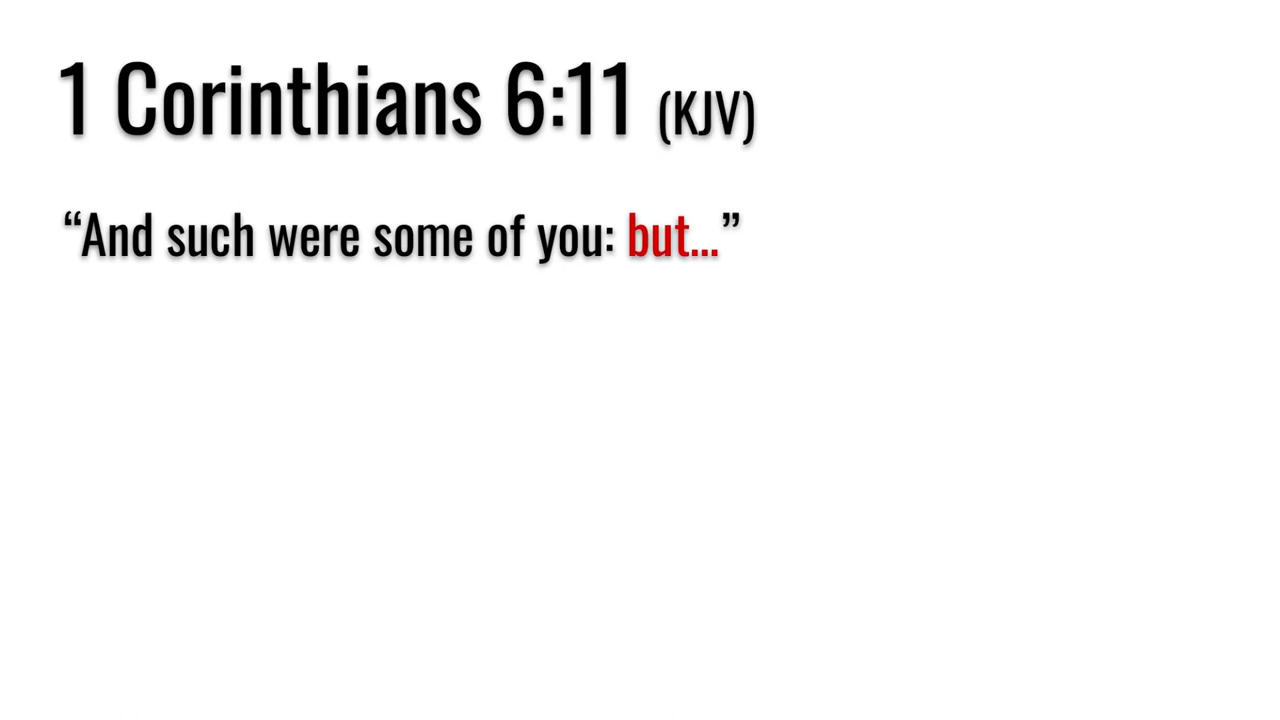 1 Corinthians 6:11 (KJV)
“And such were some of you: but...”